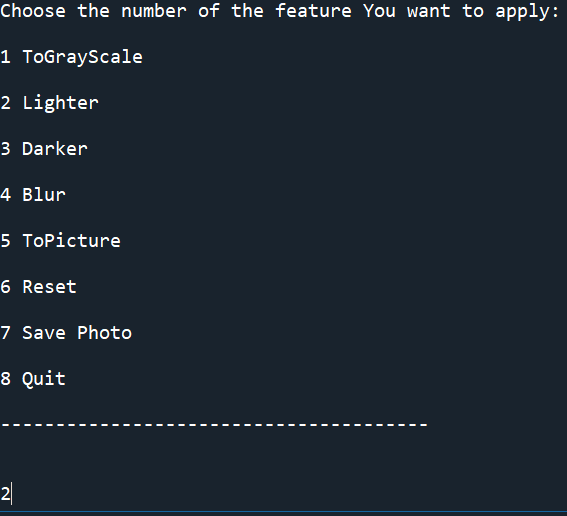 Choose the number of the feature You want to apply:
1 ToGrayScale
2 Lighter
3 Darker
4 Blur
5 ToPicture
6 Reset
7 Save Photo
8 Quit
---------------------------------------
2